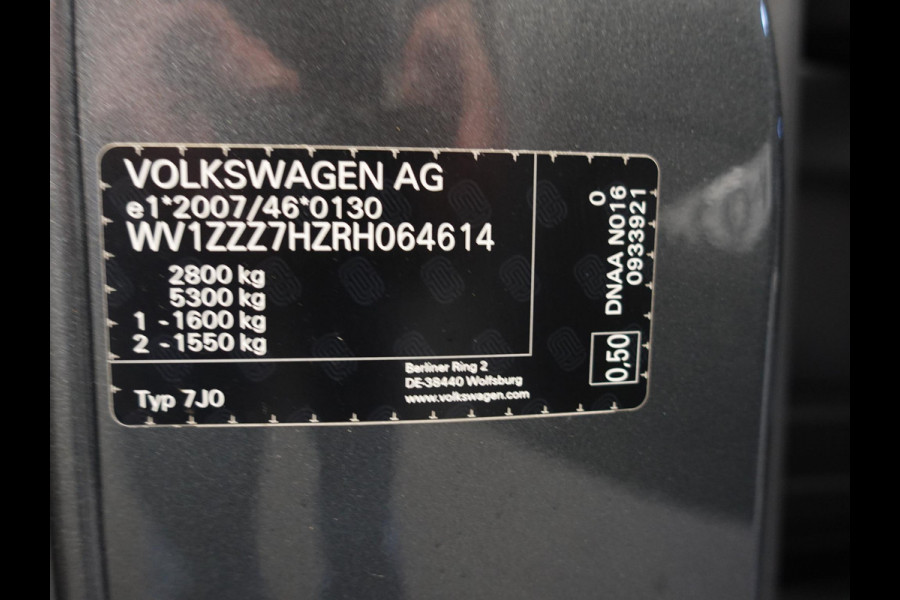 VOLKSWAGEN AG
e1*2007/46*0130
WV1ZZZ7HZRH064614
2800 kg
5300 kg
1 -1600 kg
2 -1550 kg
Typ 7J0
Berliner Ring 2
DE-38440 Wolfsburg
www.volkswagen.com
0
DNAA N016
0933921
0,50